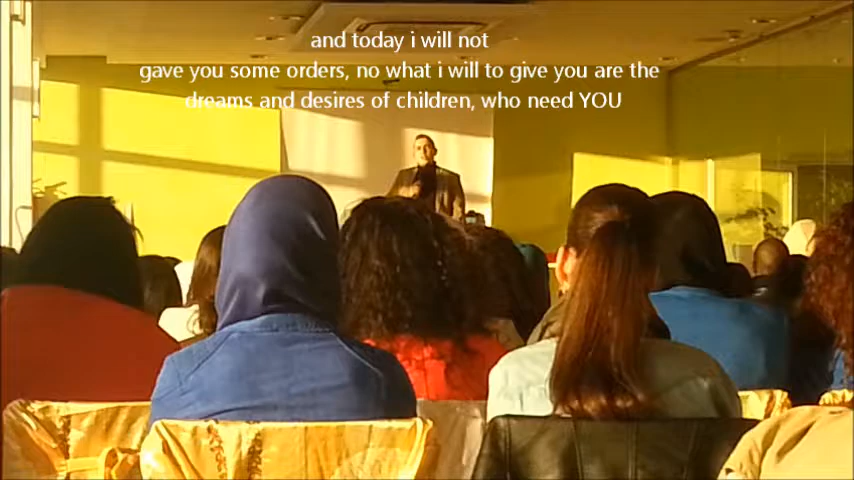 and today i will not
gave you some orders, no what i will to give you are the
dreams and desires of children, who need YOU